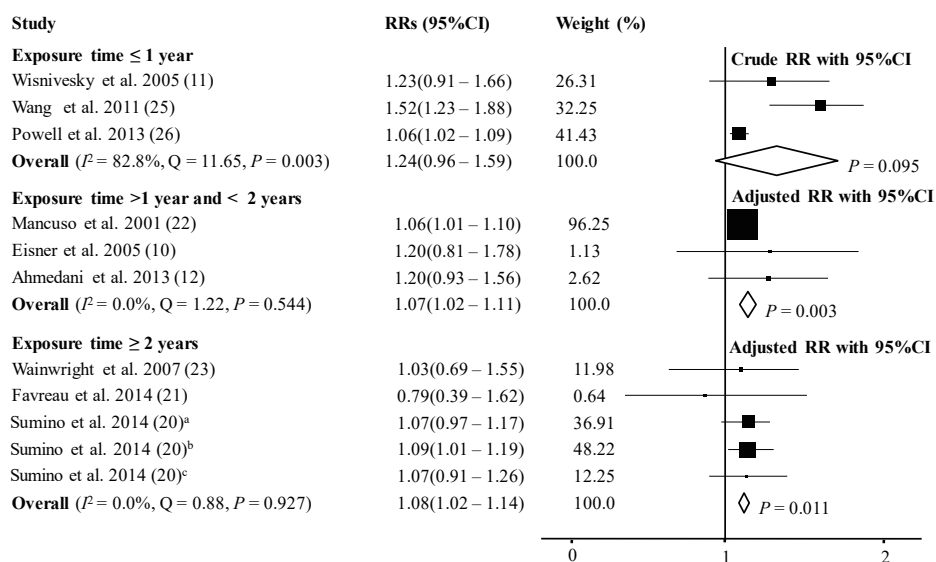 Study RRs (95%CI) Weight (%)
Exposure time ≤ 1 year Crude RR with 95%CI
Wisnivesky et al. 2005 (11) 1.23(0.91 – 1.66) 26.31
Wang et al. 2011 (25) 1.52(1.23 – 1.88) 32.25
Powell et al. 2013 (26) 1.06(1.02 – 1.09) 41.43
Overall (I² = 82.8%, Q = 11.65, P = 0.003) 1.24(0.96 – 1.59) 100.0 P = 0.095
Exposure time >1 year and < 2 years Adjusted RR with 95%CI
Mancuso et al. 2001 (22) 1.06(1.01 – 1.10) 96.25
Eisner et al. 2005 (10) 1.20(0.81 – 1.78) 1.13
Ahmedani et al. 2013 (12) 1.20(0.93 – 1.56) 2.62
Overall (I² = 0.0%, Q = 1.22, P = 0.544) 1.07(1.02 – 1.11) 100.0 P = 0.003
Exposure time ≥ 2 years Adjusted RR with 95%CI
Wainwright et al. 2007 (23) 1.03(0.69 – 1.55) 11.98
Favreau et al. 2014 (21) 0.79(0.39 – 1.62) 0.64
Sumino et al. 2014 (20)ᵃ 1.07(0.97 – 1.17) 36.91
Sumino et al. 2014 (20)ᵇ 1.09(1.01 – 1.19) 48.22
Sumino et al. 2014 (20)ᶜ 1.07(0.91 – 1.26) 12.25
Overall (I² = 0.0%, Q = 0.88, P = 0.927) 1.08(1.02 – 1.14) 100.0 P = 0.011
0 1 2